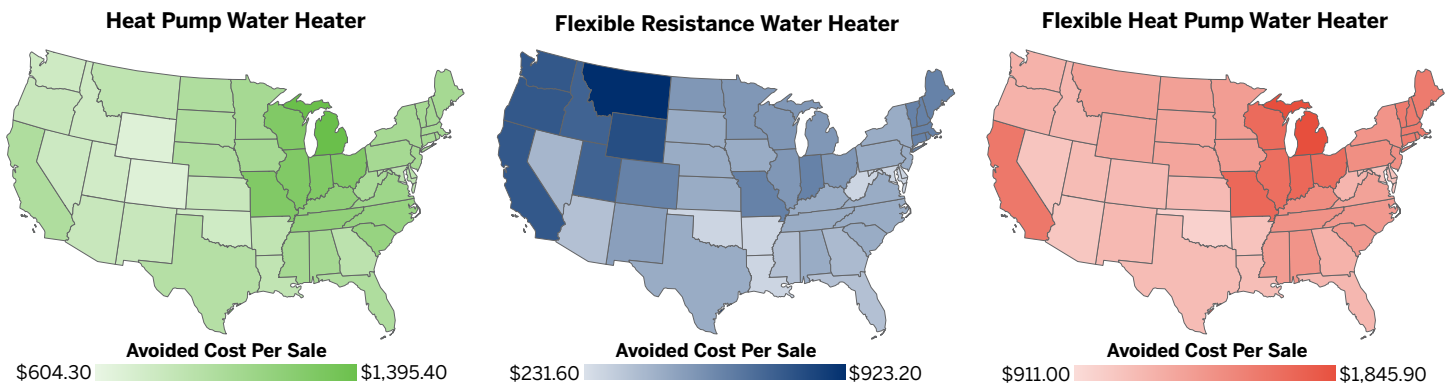 Heat Pump Water Heater
Flexible Resistance Water Heater
Flexible Heat Pump Water Heater
Avoided Cost Per Sale
$604.30
$1,395.40
Avoided Cost Per Sale
$231.60
$923.20
Avoided Cost Per Sale
$911.00
$1,845.90